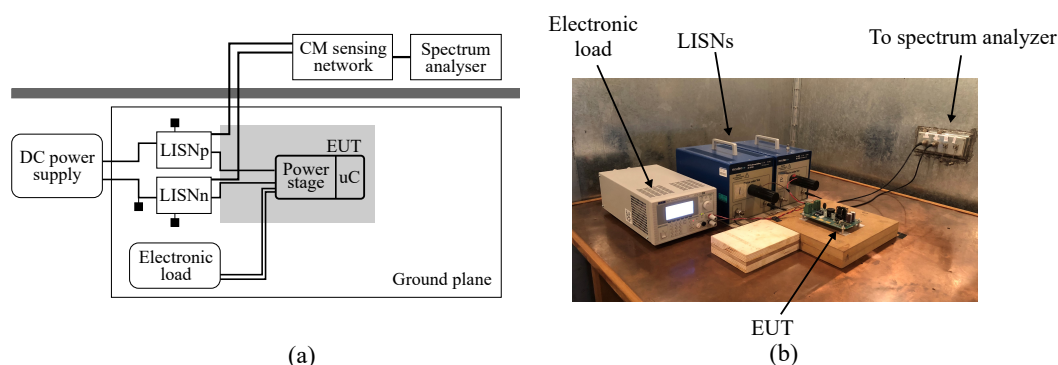 CM sensing
network
Spectrum
analyser
DC power
supply
LISNp
LISNn
EUT
Power
stage
uC
Electronic
load
Ground plane
(a)
Electronic
load
LISNs
To spectrum analyzer
EUT
(b)